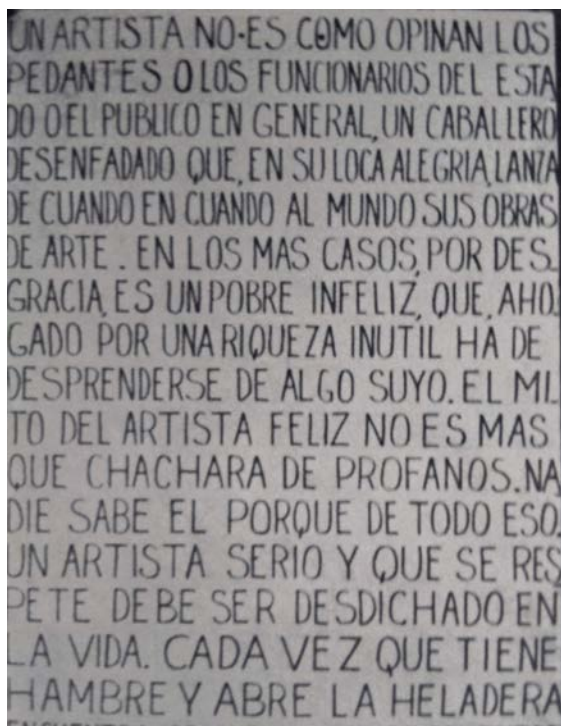 UN ARTISTA NO-ES COMO OPINAN LOS
PEDANTES O LOS FUNCIONARIOS DEL ESTA
DO O EL PUBLICO EN GENERAL, UN CABALLERO
DESENFADADO QUE, EN SU LOCA ALEGRIA, LANZA
DE CUANDO EN CUANDO AL MUNDO SUS OBRAS
DE ARTE. EN LOS MAS CASOS, POR DES_
GRACIA, ES UN POBRE INFELIZ, QUE, AHO_
GADO POR UNA RIQUEZA INUTIL HA DE
DESPRENDERSE DE ALGO SUYO. EL MI_
TO DEL ARTISTA FELIZ NO ES MAS
QUE CHACHARA DE PROFANOS. NA
DIE SABE EL PORQUE DE TODO ESO.
UN ARTISTA SERIO Y QUE SE RES
PETE DEBE SER DESDICHADO EN
LA VIDA. CADA VEZ QUE TIENE
HAMBRE Y ABRE LA HELADERA